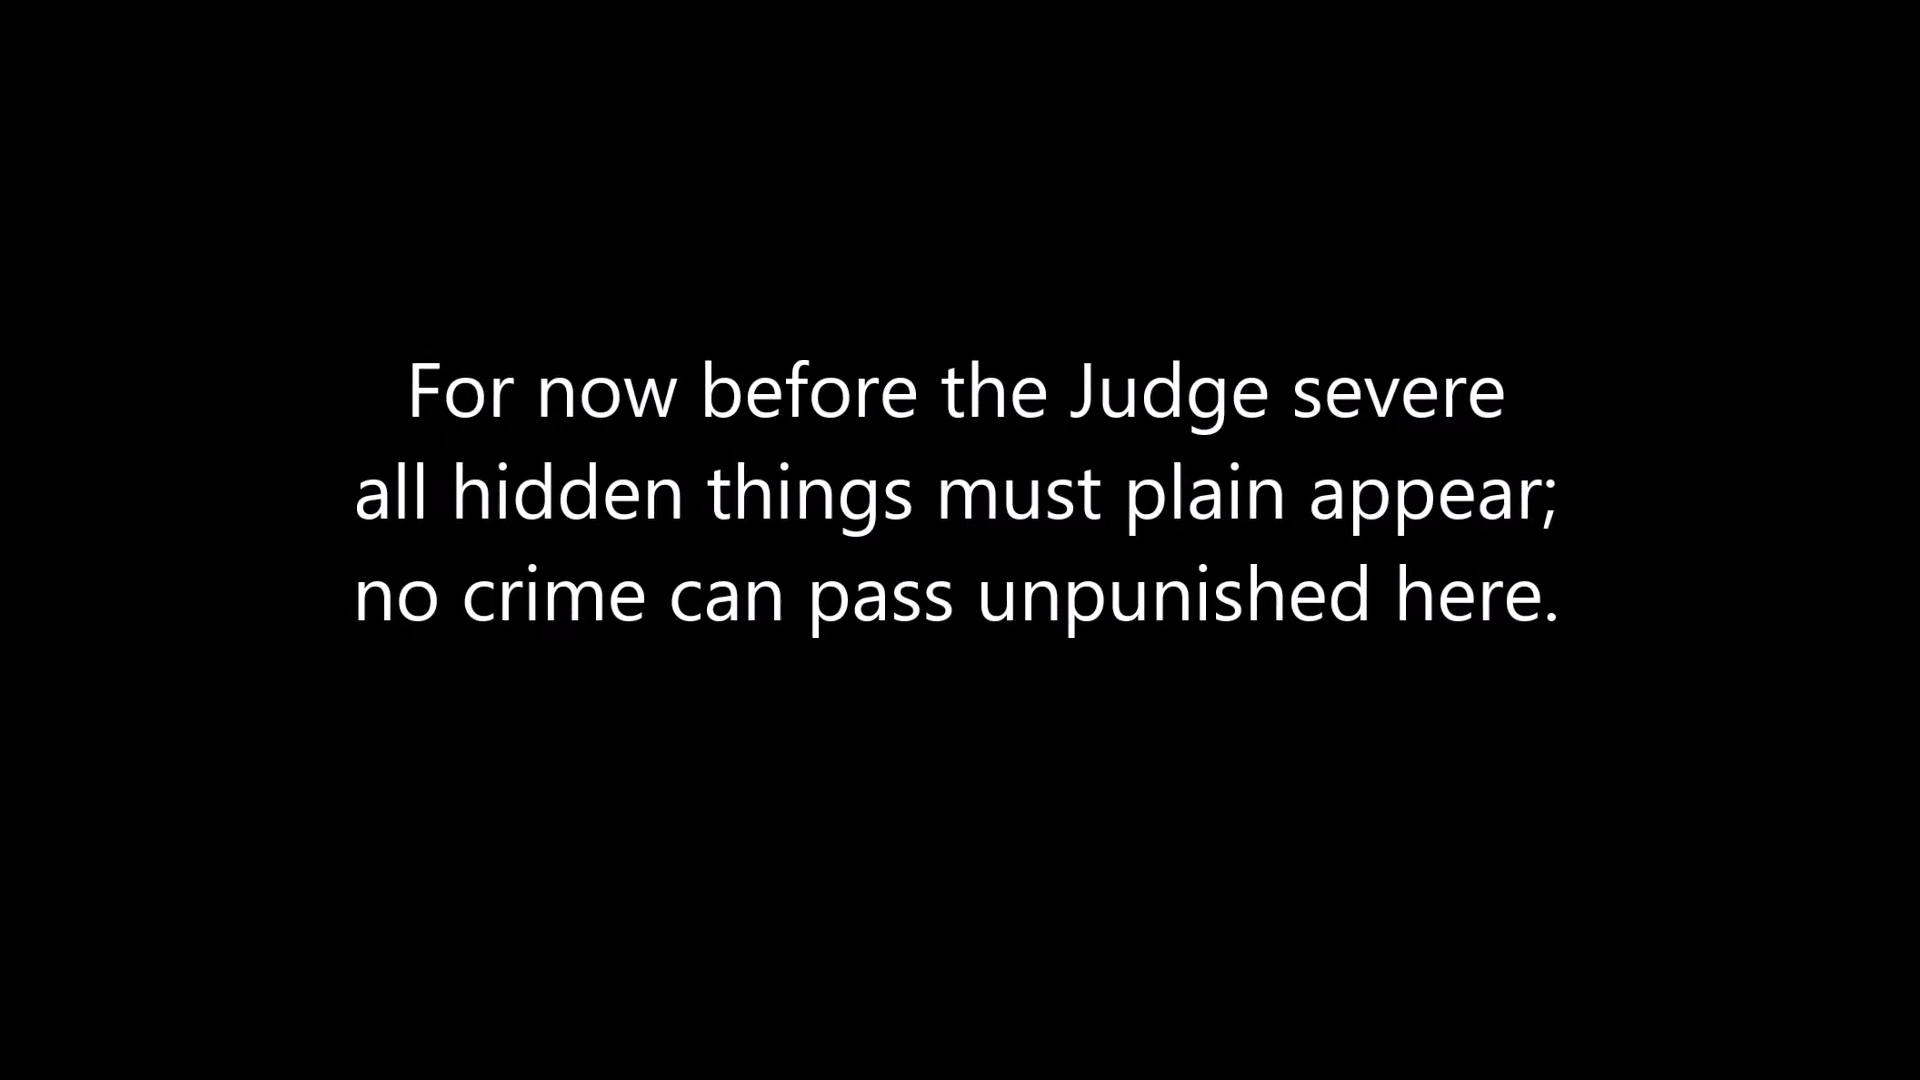 For now before the Judge severe
all hidden things must plain appear;
no crime can pass unpunished here.